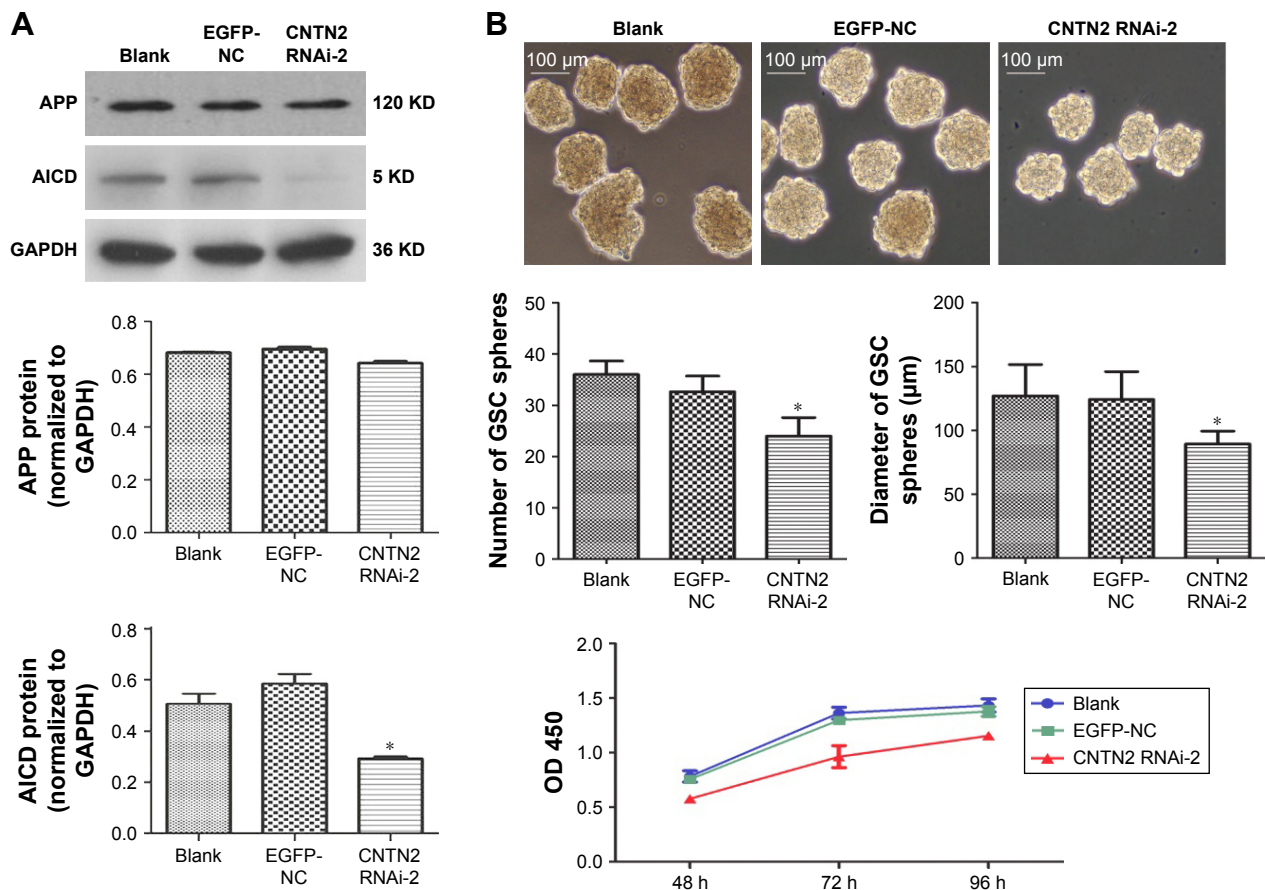 A
Blank
EGFP-
NC
CNTN2
RNAi-2
APP
120 KD
AICD
5 KD
GAPDH
36 KD
APP protein
(normalized to
GAPDH)
0.8
0.6
0.4
0.2
0.0
Blank
EGFP-
NC
CNTN2
RNAi-2
AICD protein
(normalized to
GAPDH)
0.8
0.6
0.4
0.2
0.0
*
Blank
EGFP-
NC
CNTN2
RNAi-2
B
Blank
EGFP-NC
CNTN2 RNAi-2
100 µm
100 µm
100 µm
Number of GSC spheres
50
40
30
20
10
0
*
Blank
EGFP-
NC
CNTN2
RNAi-2
Diameter of GSC
spheres (µm)
200
150
100
50
0
*
Blank
EGFP-
NC
CNTN2
RNAi-2
OD 450
2.0
1.5
1.0
0.5
0.0
48 h
72 h
96 h
Blank
EGFP-NC
CNTN2 RNAi-2